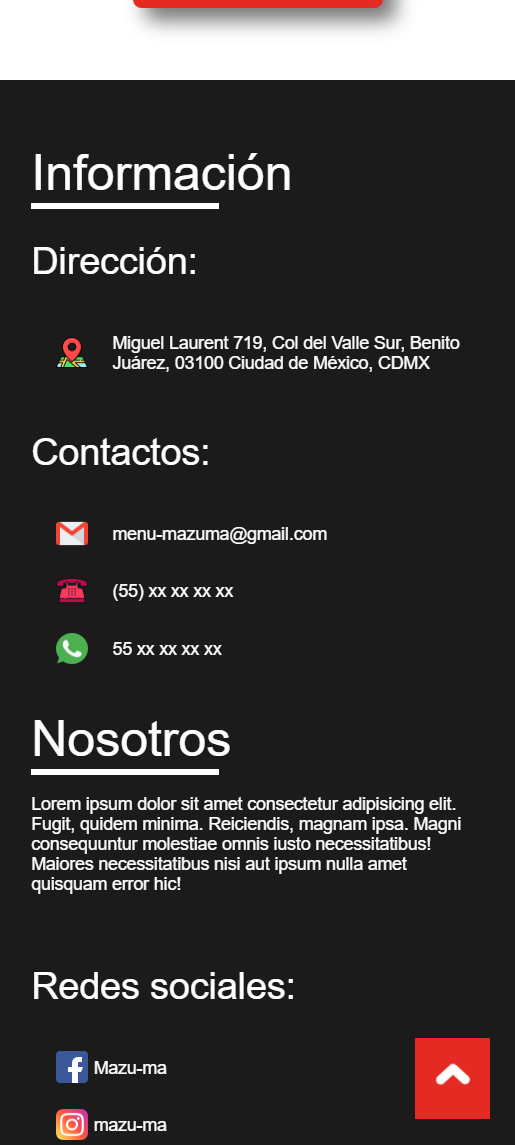 Información
Dirección:
Miguel Laurent 719, Col del Valle Sur, Benito
Juárez, 03100 Ciudad de México, CDMX
Contactos:
menu-mazuma@gmail.com
(55) xx xx xx xx
55 xx xx xx xx
Nosotros
Lorem ipsum dolor sit amet consectetur adipisicing elit.
Fugit, quidem minima. Reiciendis, magnam ipsa. Magni
consequuntur molestiae omnis iusto necessitatibus!
Maiores necessitatibus nisi aut ipsum nulla amet
quisquam error hic!
Redes sociales:
Mazu-ma
mazu-ma